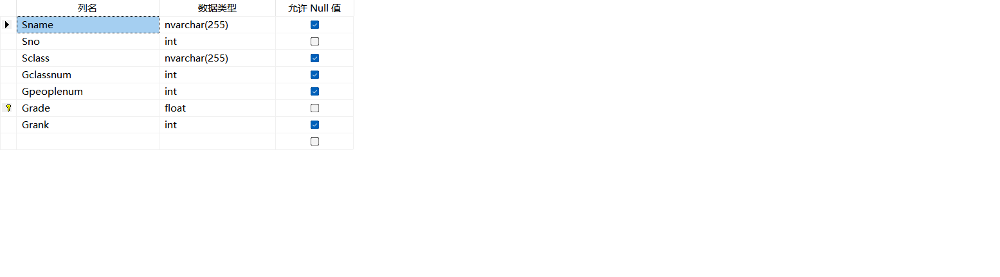 列名 数据类型 允许 Null 值
Sname nvarchar(255)
Sno int
Sclass nvarchar(255)
Gclassnum int
Gpeoplenum int
Grade float
Grank int